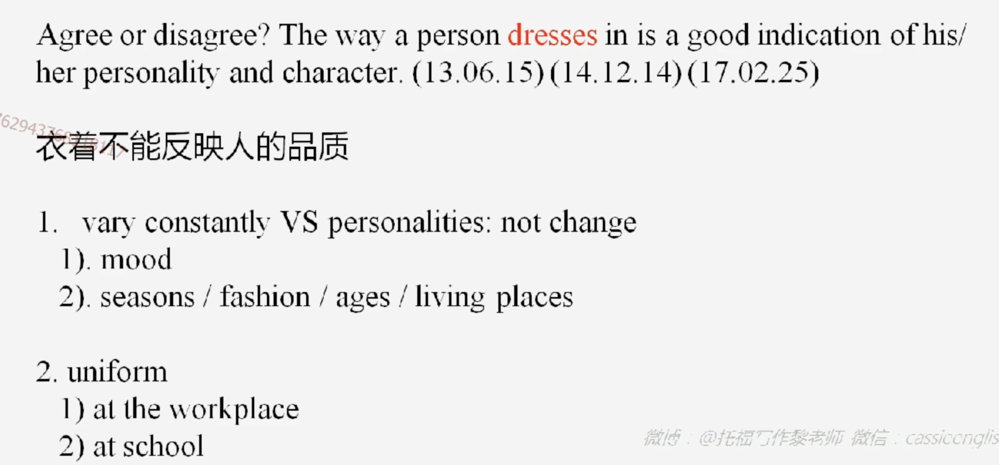 Agree or disagree? The way a person dresses in is a good indication of his/
her personality and character. (13.06.15)(14.12.14)(17.02.25)
衣着不能反映人的品质
1. vary constantly VS personalities: not change
1). mood
2). seasons / fashion / ages / living places
2. uniform
1) at the workplace
2) at school
微博：@托福写作黎老师 微信：